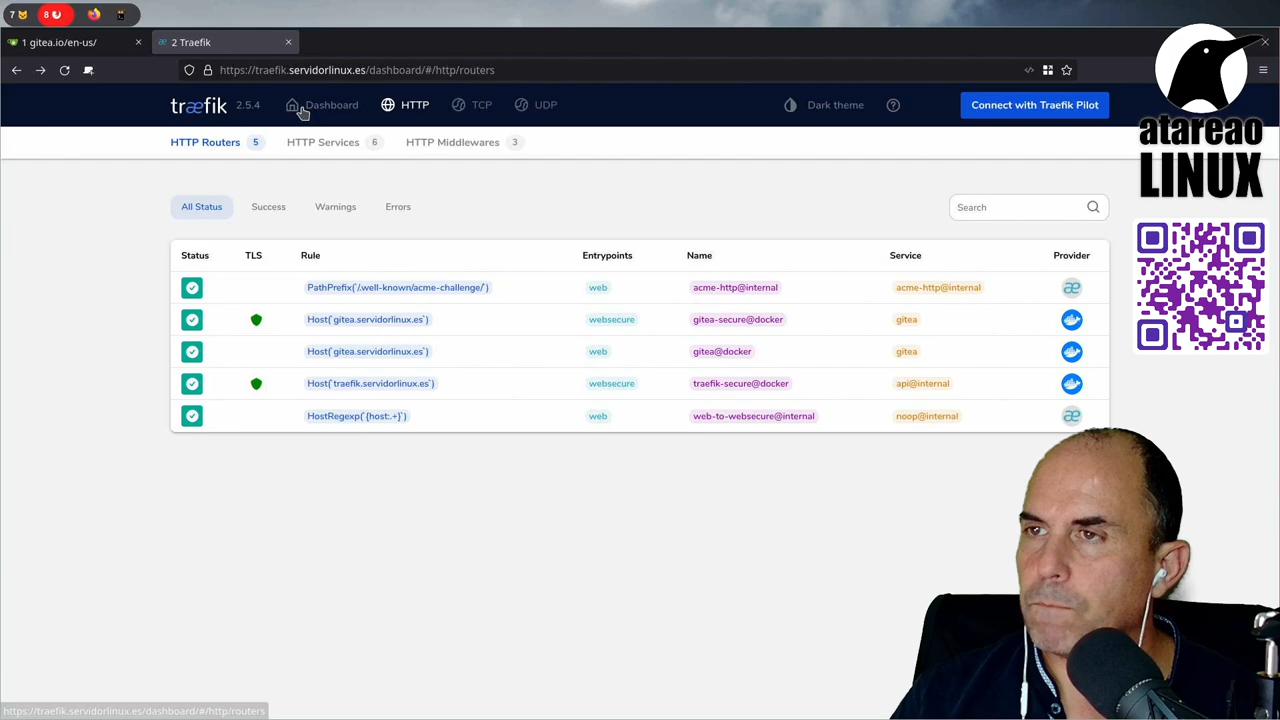 7 8
1 gitea.io/en-us/ 2 Traefik
https://traefik.servidorlinux.es/dashboard/#/http/routers
træfik 2.5.4 Dashboard HTTP TCP UDP Dark theme Connect with Traefik Pilot
HTTP Routers 5 HTTP Services 6 HTTP Middlewares 3
All Status Success Warnings Errors Search
Status TLS Rule Entrypoints Name Service Provider
PathPrefix(`/.well-known/acme-challenge/`) web acme-http@internal acme-http@internal
Host(`gitea.servidorlinux.es`) websecure gitea-secure@docker gitea
Host(`gitea.servidorlinux.es`) web gitea@docker gitea
Host(`traefik.servidorlinux.es`) websecure traefik-secure@docker api@internal
HostRegexp(`{host:.+}`) web web-to-websecure@internal noop@internal
https://traefik.servidorlinux.es/dashboard/#/http/routers
atareao
LINUX